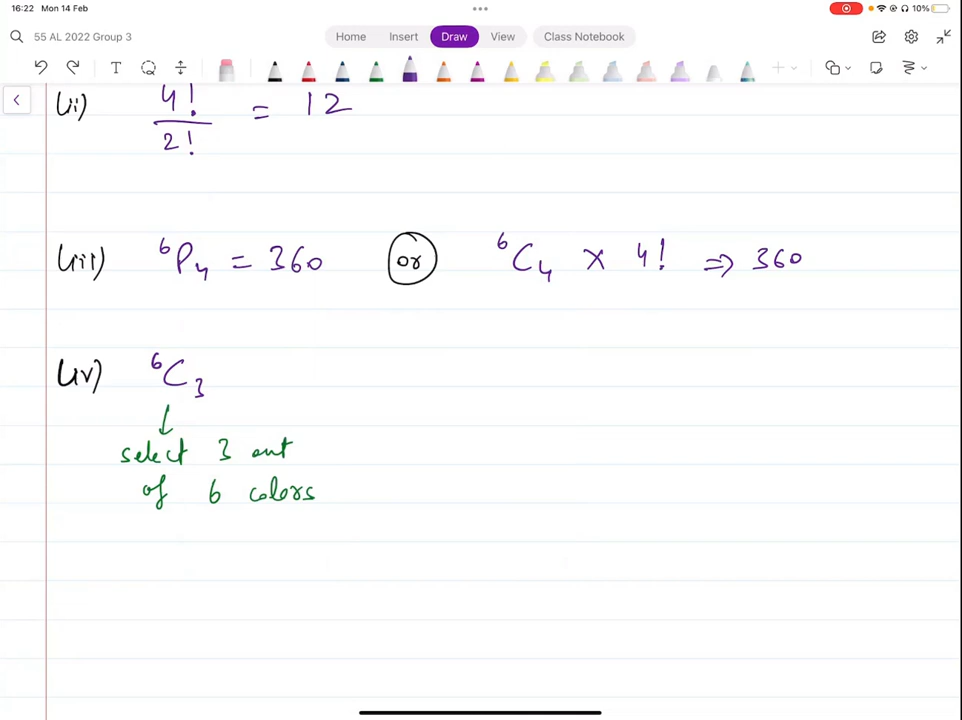 16:22 Mon 14 Feb
10%
55 AL 2022 Group 3
Home Insert Draw View Class Notebook
(ii) 4!/2! = 12
(iii) ⁶P₄ = 360 or ⁶C₄ × 4! ⇒ 360
(iv) ⁶C₃
↓
select 3 out
of 6 colors